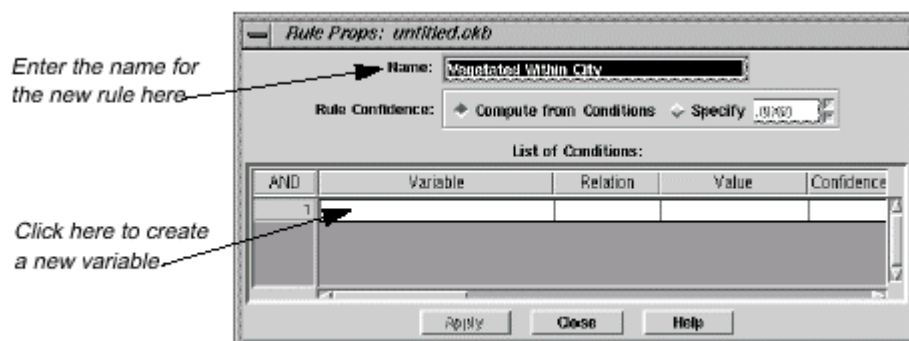 Rule Props: untitled.ckb
Enter the name for
the new rule here
Name: Vegetated Within City
Rule Confidence: Compute from Conditions Specify
List of Conditions:
AND Variable Relation Value Confidence
1
Click here to create
a new variable
Apply Close Help